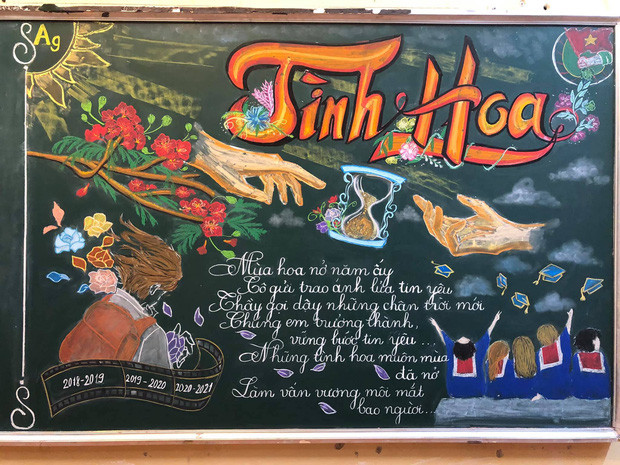 Ag
S
Tinh Hoa
Mùa hoa nở năm ấy
Cô gửi trao ánh lửa tin yêu
Thầy gọi dậy những chân trời mới
Chúng em trưởng thành,
vững bước tin yêu ...
Những tinh hoa muôn mùa
đã nở
Làm vấn vương môi mắt
bao người...
2018-2019 2019-2020 2020-2021
S